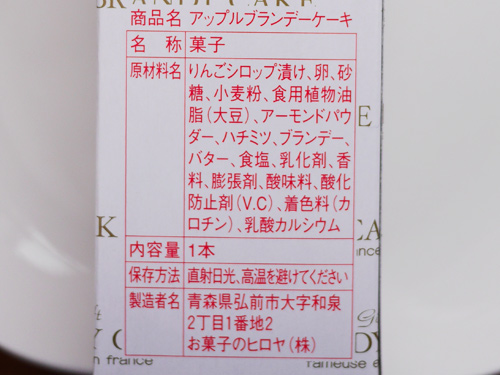 BRANDY CAKE
商品名 アップルブランデーケーキ
名 称 菓子
原材料名 りんごシロップ漬け、卵、砂
糖、小麦粉、食用植物油
脂(大豆)、アーモンドパウ
ダー、ハチミツ、ブランデー、
バター、食塩、乳化剤、香
料、膨張剤、酸味料、酸化
防止剤(V.C)、着色料(カ
ロチン)、乳酸カルシウム
内容量 1本
保存方法 直射日光、高温を避けてください
製造者名 青森県弘前市大字和泉
2丁目1番地2
お菓子のヒロヤ(株)
n france
rameuse e